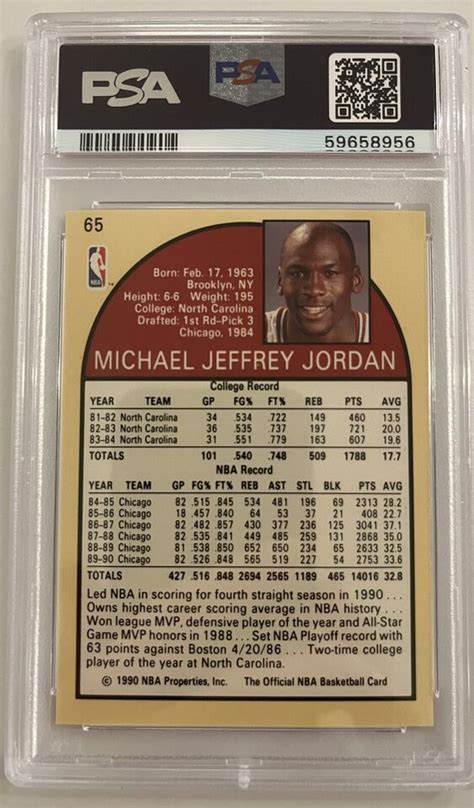 PSA PSA
59658956
65
NBA
Born: Feb. 17, 1963
Brooklyn, NY
Height: 6-6 Weight: 195
College: North Carolina
Drafted: 1st Rd-Pick 3
Chicago, 1984
MICHAEL JEFFREY JORDAN
College Record
YEAR TEAM GP FG% FT% REB PTS AVG
81-82 North Carolina 34 .534 .722 149 460 13.5
82-83 North Carolina 36 .535 .737 197 721 20.0
83-84 North Carolina 31 .551 .779 163 607 19.6
TOTALS 101 .540 .748 509 1788 17.7
NBA Record
YEAR TEAM GP FG% FT% REB AST STL BLK PTS AVG
84-85 Chicago 82 .515 .845 534 481 196 69 2313 28.2
85-86 Chicago 18 .457 .840 64 53 37 21 408 22.7
86-87 Chicago 82 .482 .857 430 377 236 125 3041 37.1
87-88 Chicago 82 .535 .841 449 485 259 131 2868 35.0
88-89 Chicago 81 .538 .850 652 650 234 65 2633 32.5
89-90 Chicago 82 .526 .848 565 519 227 54 2753 33.6
TOTALS 427 .516 .848 2694 2565 1189 465 14016 32.8
Led NBA in scoring for fourth straight season in 1990 . . .
Owns highest career scoring average in NBA history . . .
Won league MVP, defensive player of the year and All-Star
Game MVP honors in 1988 . . . Set NBA Playoff record with
63 points against Boston 4/20/86 . . . Two-time college
player of the year at North Carolina.
© 1990 NBA Properties, Inc. The Official NBA Basketball Card